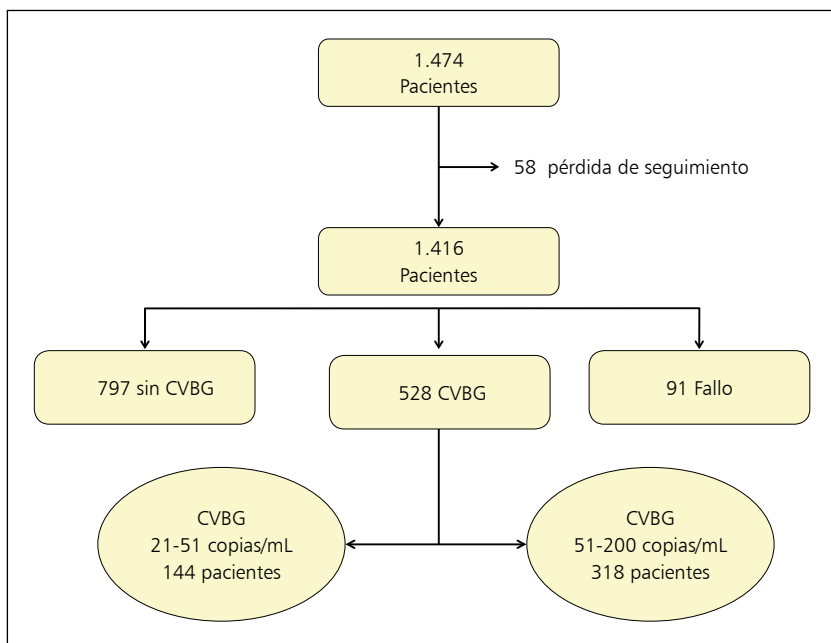 1.474
Pacientes
58 pérdida de seguimiento
1.416
Pacientes
797 sin CVBG
528 CVBG
91 Fallo
CVBG
21-51 copias/mL
144 pacientes
CVBG
51-200 copias/mL
318 pacientes